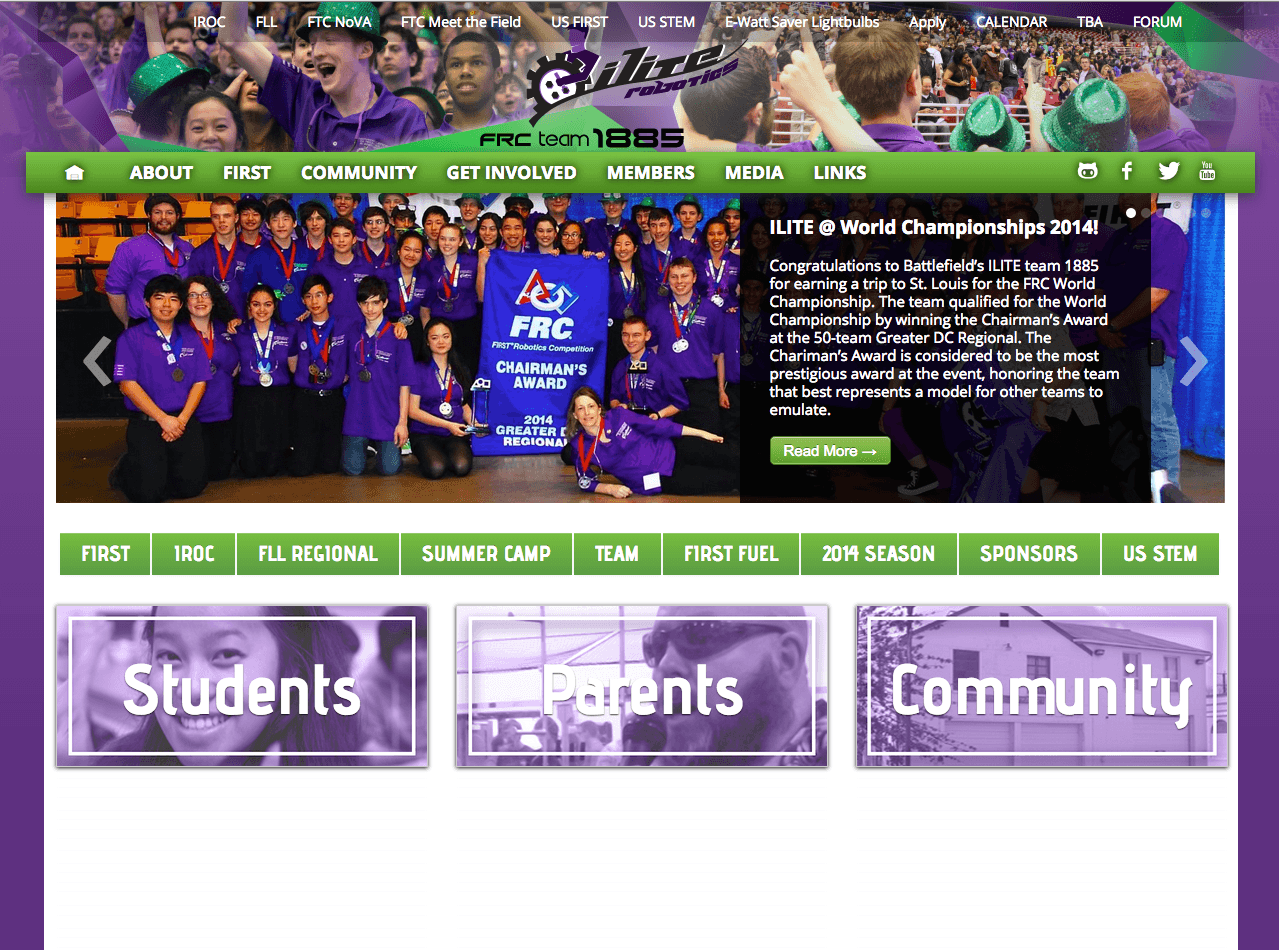 IROC FLL FTC NoVA FTC Meet the Field US FIRST US STEM E-Watt Saver Lightbulbs Apply CALENDAR TBA FORUM
iLite
robotics
FRC team 1885
ABOUT FIRST COMMUNITY GET INVOLVED MEMBERS MEDIA LINKS
You
Tube
FRC
FIRST® Robotics Competition
CHAIRMAN'S
AWARD
2014
GREATER D
REGIONAL
ILITE @ World Championships 2014!
Congratulations to Battlefield's ILITE team 1885
for earning a trip to St. Louis for the FRC World
Championship. The team qualified for the World
Championship by winning the Chairman's Award
at the 50-team Greater DC Regional. The
Chariman's Award is considered to be the most
prestigious award at the event, honoring the team
that best represents a model for other teams to
emulate.
Read More →
FIRST IROC FLL REGIONAL SUMMER CAMP TEAM FIRST FUEL 2014 SEASON SPONSORS US STEM
Students Parents Community